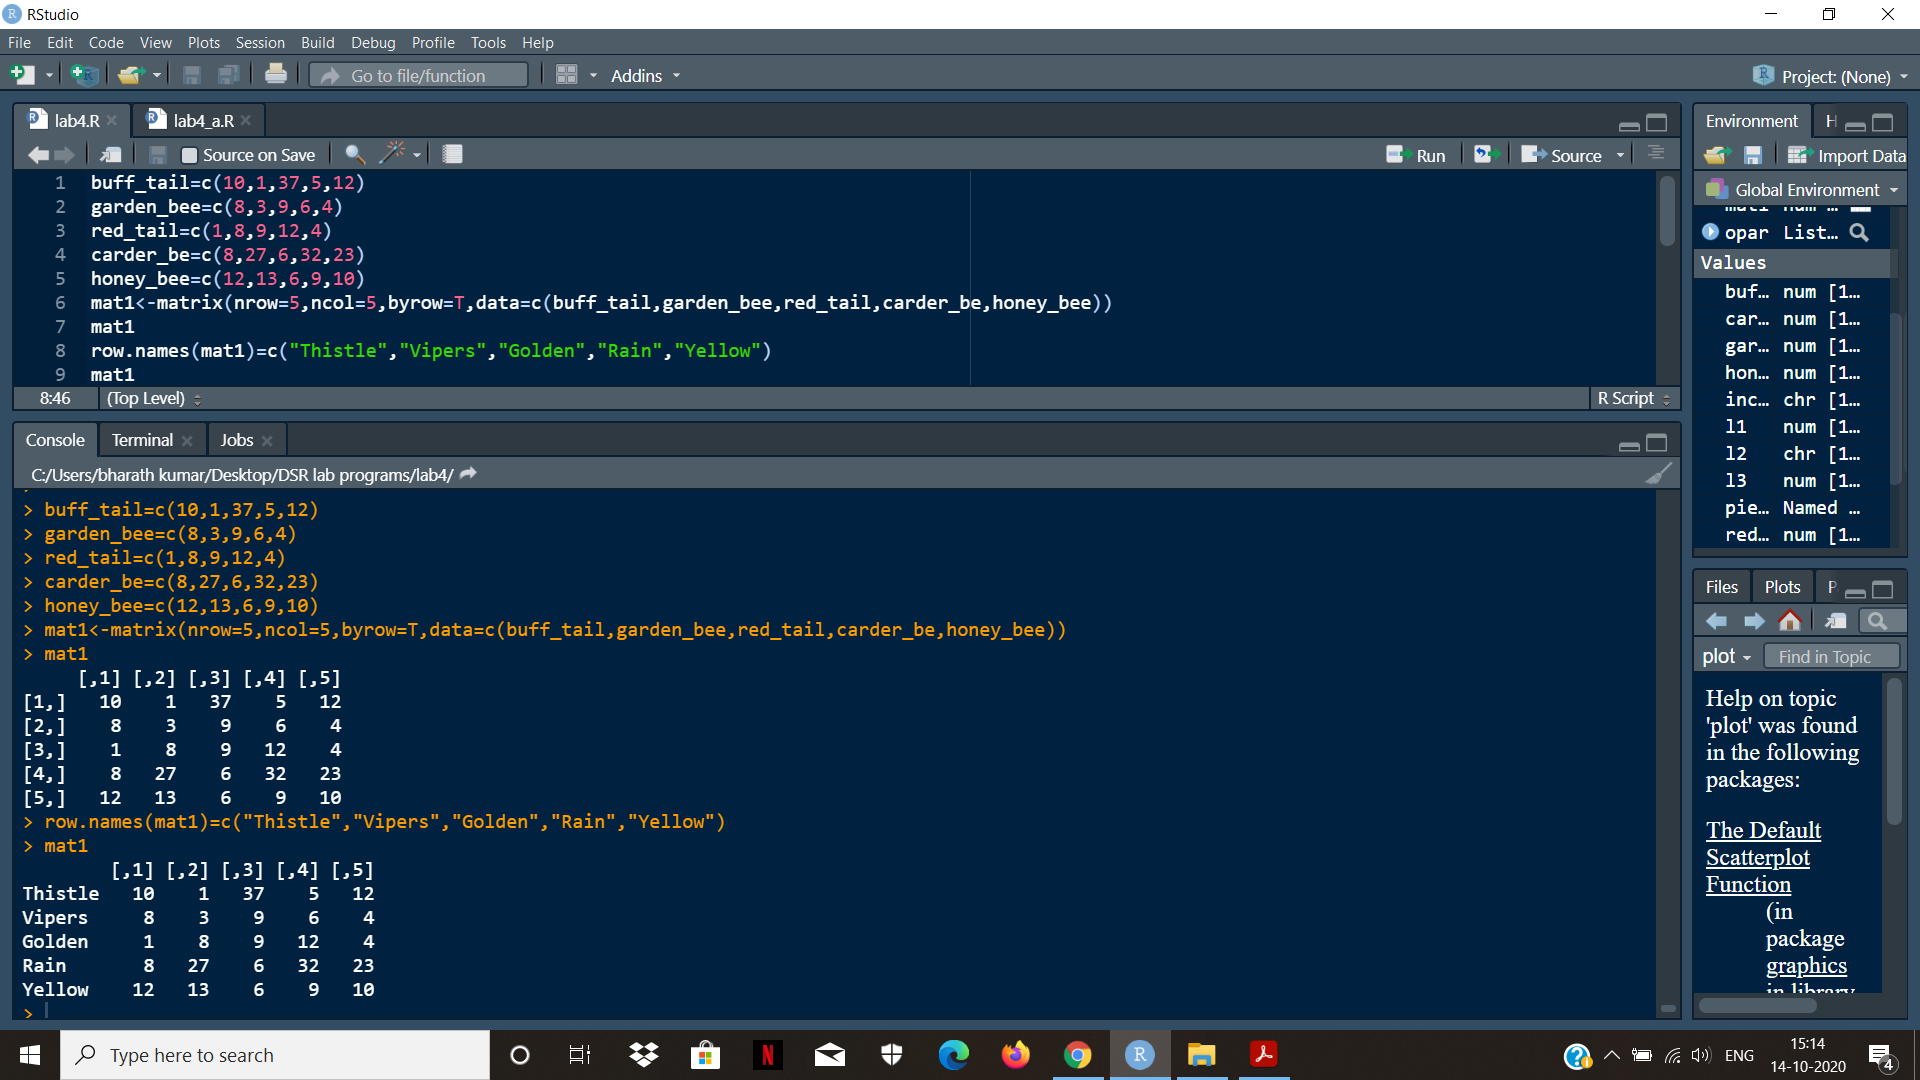 RStudio
File Edit Code View Plots Session Build Debug Profile Tools Help
Go to file/function Addins Project: (None)
lab4.R lab4_a.R
Source on Save Run Source
1 buff_tail=c(10,1,37,5,12)
2 garden_bee=c(8,3,9,6,4)
3 red_tail=c(1,8,9,12,4)
4 carder_be=c(8,27,6,32,23)
5 honey_bee=c(12,13,6,9,10)
6 mat1<-matrix(nrow=5,ncol=5,byrow=T,data=c(buff_tail,garden_bee,red_tail,carder_be,honey_bee))
7 mat1
8 row.names(mat1)=c("Thistle","Vipers","Golden","Rain","Yellow")
9 mat1
8:46 (Top Level) R Script
Console Terminal Jobs
C:/Users/bharath kumar/Desktop/DSR lab programs/lab4/
> buff_tail=c(10,1,37,5,12)
> garden_bee=c(8,3,9,6,4)
> red_tail=c(1,8,9,12,4)
> carder_be=c(8,27,6,32,23)
> honey_bee=c(12,13,6,9,10)
> mat1<-matrix(nrow=5,ncol=5,byrow=T,data=c(buff_tail,garden_bee,red_tail,carder_be,honey_bee))
> mat1
[,1] [,2] [,3] [,4] [,5]
[1,] 10 1 37 5 12
[2,] 8 3 9 6 4
[3,] 1 8 9 12 4
[4,] 8 27 6 32 23
[5,] 12 13 6 9 10
> row.names(mat1)=c("Thistle","Vipers","Golden","Rain","Yellow")
> mat1
[,1] [,2] [,3] [,4] [,5]
Thistle 10 1 37 5 12
Vipers 8 3 9 6 4
Golden 1 8 9 12 4
Rain 8 27 6 32 23
Yellow 12 13 6 9 10
>
Environment H
Import Data
Global Environment
opar List…
Values
buf… num [1…
car… num [1…
gar… num [1…
hon… num [1…
inc… chr [1…
l1 num [1…
l2 chr [1…
l3 num [1…
pie… Named …
red… num [1…
Files Plots P
plot Find in Topic
Help on topic
'plot' was found
in the following
packages:
The Default
Scatterplot
Function
(in
package
graphics
in library
Type here to search
ENG
15:14
14-10-2020
4